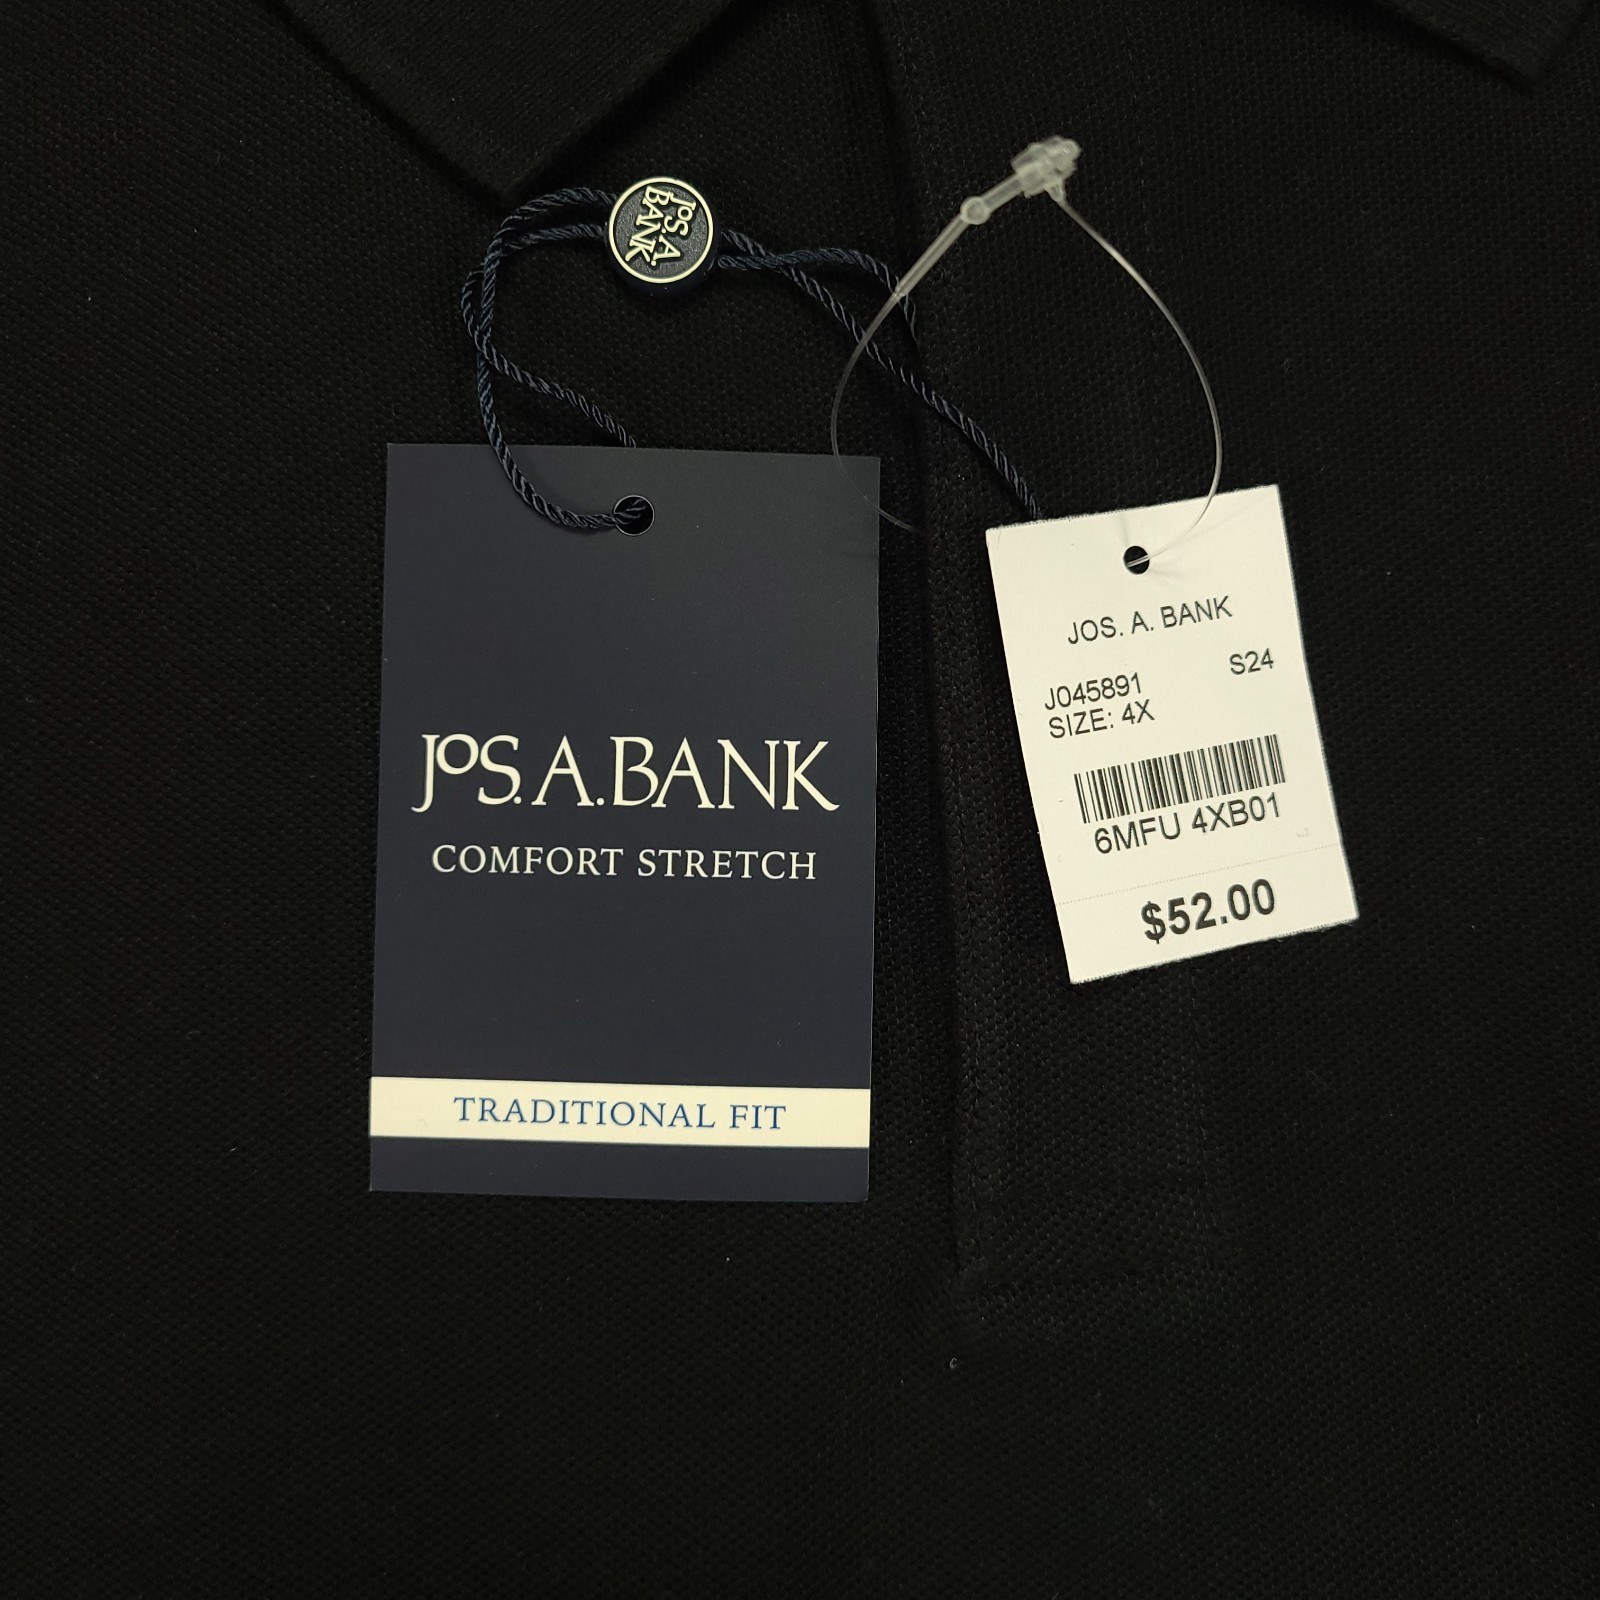 JOS. A. BANK
JOS. A. BANK
COMFORT STRETCH
TRADITIONAL FIT
JOS. A. BANK
S24
J045891
SIZE: 4X
6MFU 4XB01
$52.00